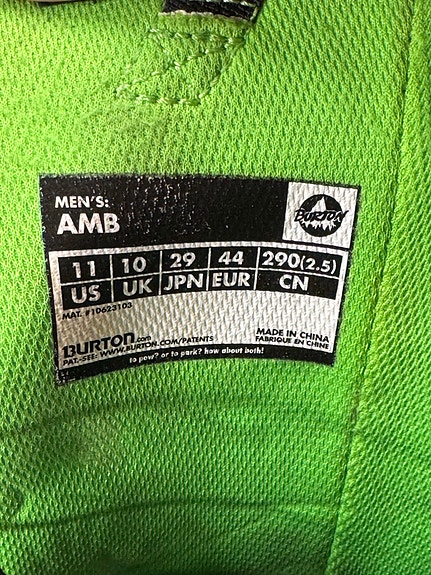 MEN'S:
AMB
BURTON
11 10 29 44 290(2.5)
US UK JPN EUR CN
MAT. #10623103
BURTON.com
PAT.-SEE: WWW.BURTON.COM/PATENTS
MADE IN CHINA
FABRIQUE EN CHINE
to pow? or to park? how about both!